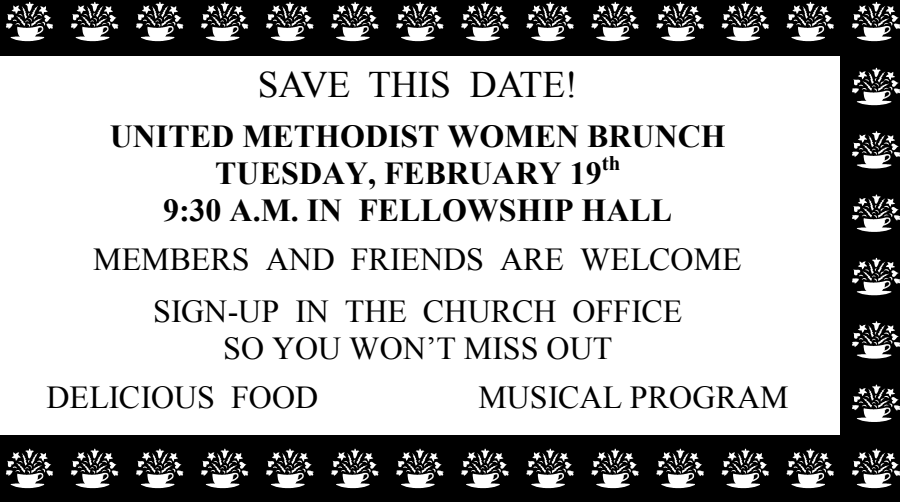 SAVE THIS DATE!
UNITED METHODIST WOMEN BRUNCH
TUESDAY, FEBRUARY 19th
9:30 A.M. IN FELLOWSHIP HALL
MEMBERS AND FRIENDS ARE WELCOME
SIGN-UP IN THE CHURCH OFFICE
SO YOU WON’T MISS OUT
DELICIOUS FOOD MUSICAL PROGRAM